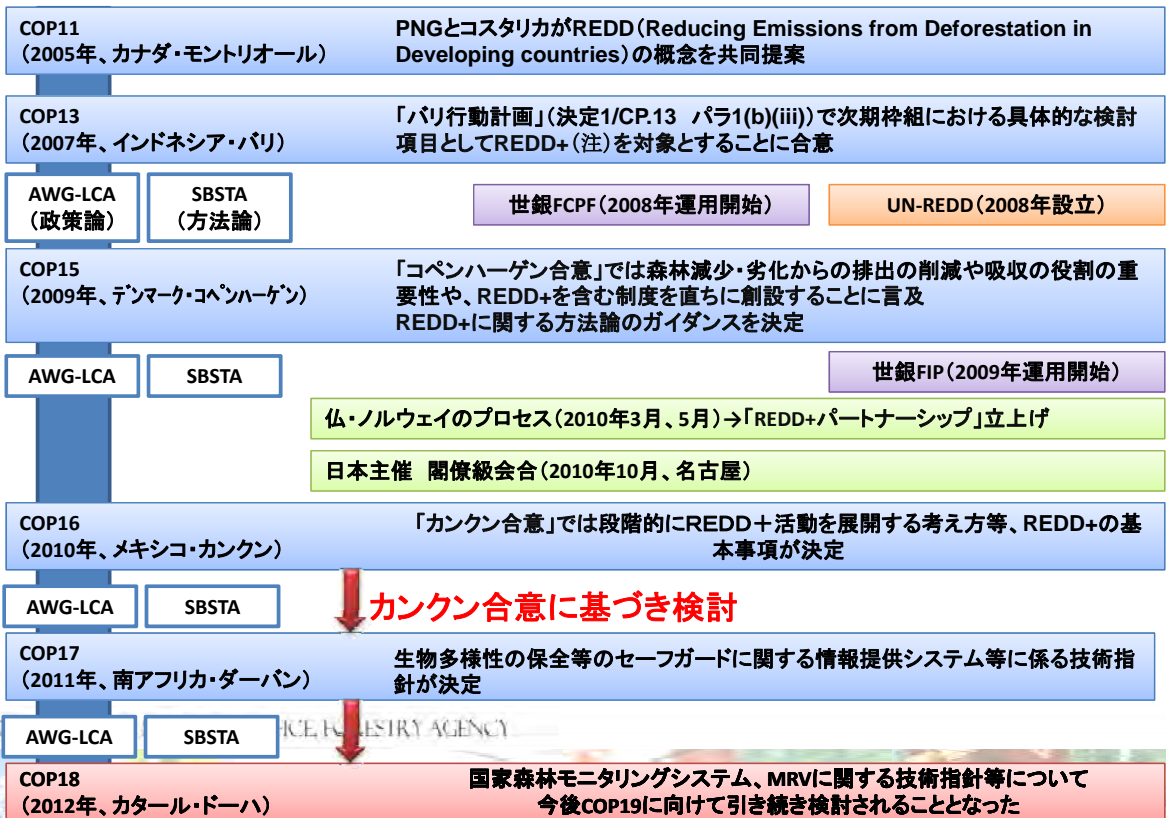 COP11
(2005年、カナダ・モントリオール)
PNGとコスタリカがREDD(Reducing Emissions from Deforestation in
Developing countries)の概念を共同提案
COP13
(2007年、インドネシア・バリ)
「バリ行動計画」(決定1/CP.13 パラ1(b)(iii))で次期枠組における具体的な検討
項目としてREDD+(注)を対象とすることに合意
AWG-LCA
(政策論)
SBSTA
(方法論)
世銀FCPF(2008年運用開始)
UN-REDD(2008年設立)
COP15
(2009年、デンマーク・コペンハーゲン)
「コペンハーゲン合意」では森林減少・劣化からの排出の削減や吸収の役割の重
要性や、REDD+を含む制度を直ちに創設することに言及
REDD+に関する方法論のガイダンスを決定
AWG-LCA
SBSTA
世銀FIP(2009年運用開始)
仏・ノルウェイのプロセス(2010年3月、5月)→「REDD+パートナーシップ」立上げ
日本主催 閣僚級会合(2010年10月、名古屋)
COP16
(2010年、メキシコ・カンクン)
「カンクン合意」では段階的にREDD+活動を展開する考え方等、REDD+の基
本事項が決定
AWG-LCA
SBSTA
カンクン合意に基づき検討
COP17
(2011年、南アフリカ・ダーバン)
生物多様性の保全等のセーフガードに関する情報提供システム等に係る技術指
針が決定
AWG-LCA
SBSTA
AGENCY
COP18
(2012年、カタール・ドーハ)
国家森林モニタリングシステム、MRVに関する技術指針等について
今後COP19に向けて引き続き検討されることとなった